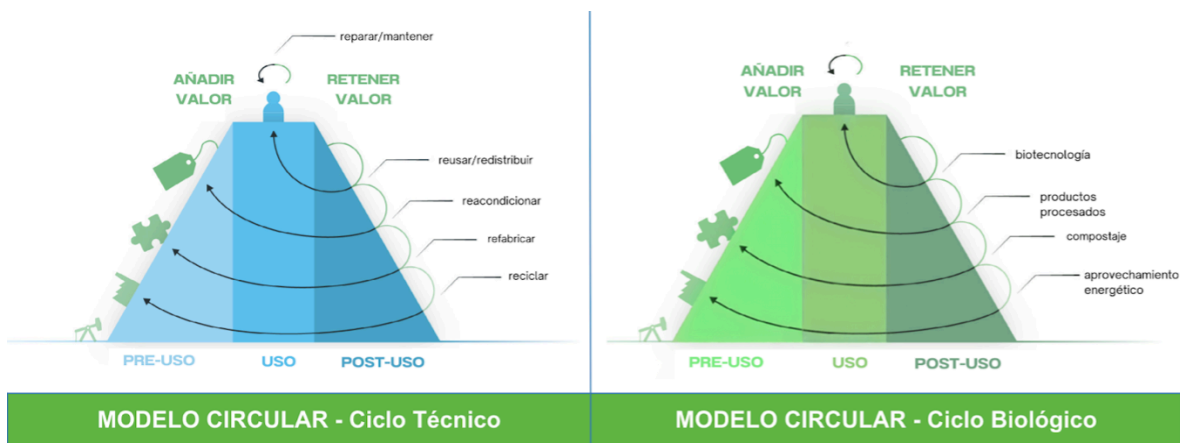 reparar/mantener
AÑADIR
VALOR
RETENER
VALOR
reusar/redistribuir
reacondicionar
refabricar
reciclar
PRE-USO
USO
POST-USO
MODELO CIRCULAR - Ciclo Técnico
AÑADIR
VALOR
RETENER
VALOR
biotecnología
productos
procesados
compostaje
aprovechamiento
energético
PRE-USO
USO
POST-USO
MODELO CIRCULAR - Ciclo Biológico